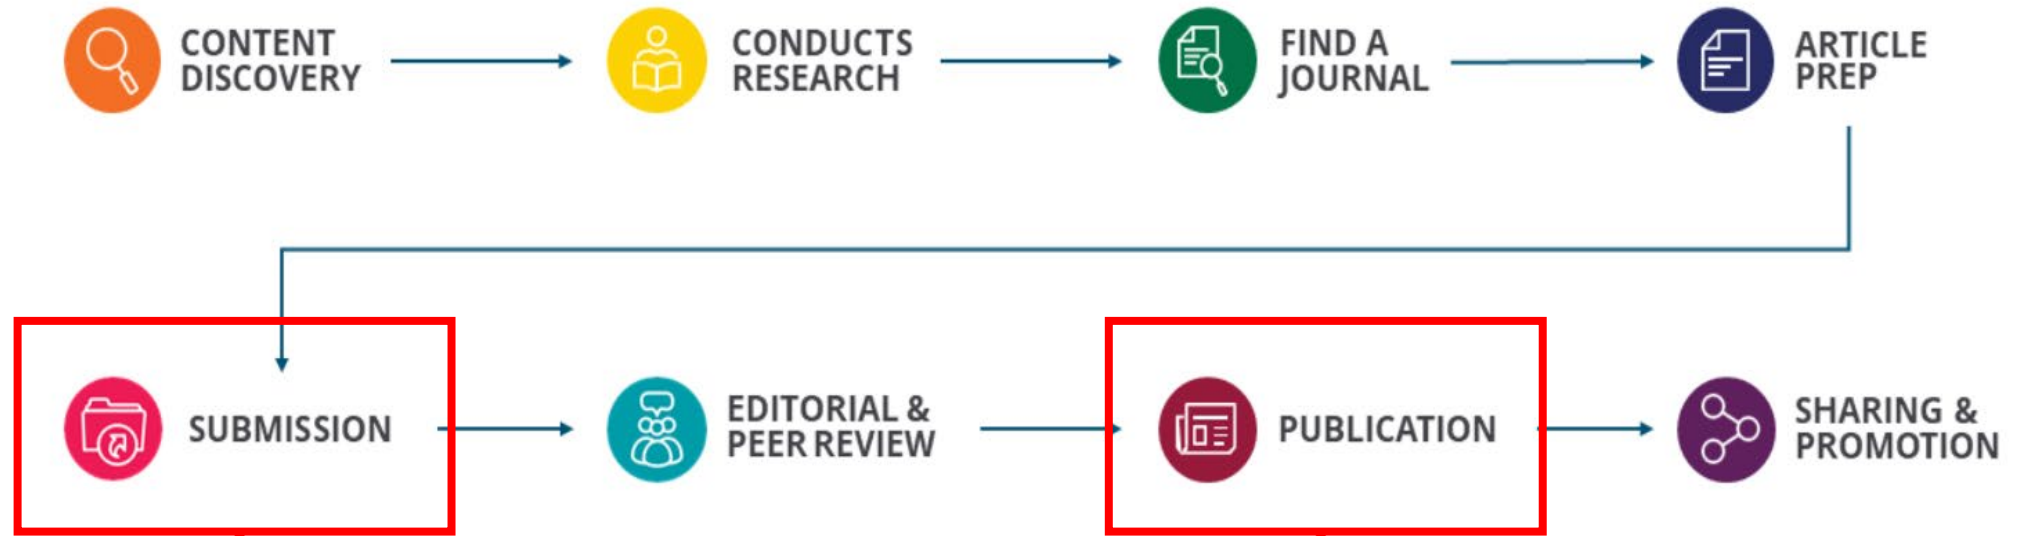 CONTENT
DISCOVERY
CONDUCTS
RESEARCH
FIND A
JOURNAL
ARTICLE
PREP
SUBMISSION
EDITORIAL &
PEER REVIEW
PUBLICATION
SHARING &
PROMOTION